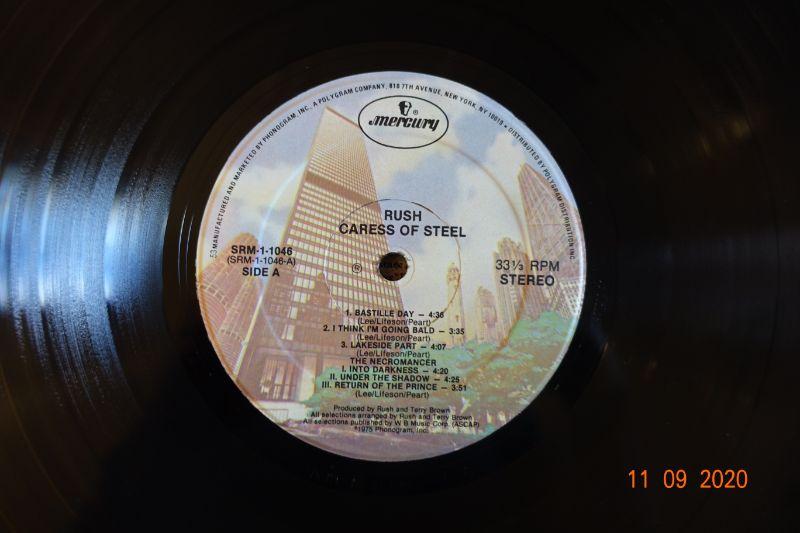 53 MANUFACTURED AND MARKETED BY PHONOGRAM, INC., A POLYGRAM COMPANY, 810 7TH AVENUE, NEW YORK, NY 10019 • DISTRIBUTED BY POLYGRAM DISTRIBUTION INC.
mercury
RUSH
CARESS OF STEEL
SRM-1-1046
(SRM-1-1046-A)
SIDE A
℗
33⅓ RPM
STEREO
1. BASTILLE DAY — 4:36
(Lee/Lifeson/Peart)
2. I THINK I'M GOING BALD — 3:35
(Lee/Lifeson/Peart)
3. LAKESIDE PART — 4:07
(Lee/Lifeson/Peart)
THE NECROMANCER
I. INTO DARKNESS — 4:20
II. UNDER THE SHADOW — 4:25
III. RETURN OF THE PRINCE — 3:51
(Lee/Lifeson/Peart)
Produced by Rush and Terry Brown
All selections arranged by Rush and Terry Brown
All selections published by W B Music Corp. (ASCAP)
℗1975 Phonogram, Inc.
11 09 2020